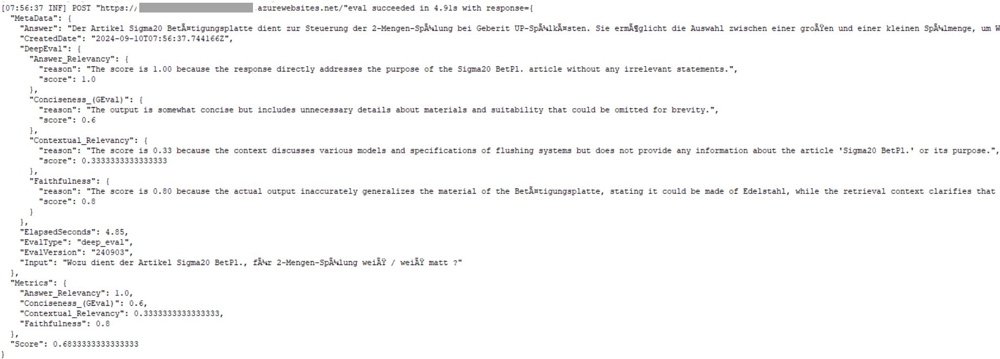 [07:56:37 INF] POST "https:// .azurewebsites.net/"eval succeeded in 4.91s with response={
"MetaData": {
"Answer": "Der Artikel Sigma20 BetÃ¤tigungsplatte dient zur Steuerung der 2-Mengen-SpÃ¼lung bei Geberit UP-SpÃ¼lkÃ¤sten. Sie ermÃ¶glicht die Auswahl zwischen einer groÃŸen und einer kleinen SpÃ¼lmenge, um W
"CreatedDate": "2024-09-10T07:56:37.744166Z",
"DeepEval": {
"Answer_Relevancy": {
"reason": "The score is 1.00 because the response directly addresses the purpose of the Sigma20 BetPl. article without any irrelevant statements.",
"score": 1.0
},
"Conciseness_(GEval)": {
"reason": "The output is somewhat concise but includes unnecessary details about materials and suitability that could be omitted for brevity.",
"score": 0.6
},
"Contextual_Relevancy": {
"reason": "The score is 0.33 because the context discusses various models and specifications of flushing systems but does not provide any information about the article 'Sigma20 BetPl.' or its purpose.",
"score": 0.3333333333333333
},
"Faithfulness": {
"reason": "The score is 0.80 because the actual output inaccurately generalizes the material of the BetÃ¤tigungsplatte, stating it could be made of Edelstahl, while the retrieval context clarifies that
"score": 0.8
}
},
"ElapsedSeconds": 4.85,
"EvalType": "deep_eval",
"EvalVersion": "240903",
"Input": "Wozu dient der Artikel Sigma20 BetPl., fÃ¼r 2-Mengen-SpÃ¼lung weiÃŸ / weiÃŸ matt ?"
},
"Metrics": {
"Answer_Relevancy": 1.0,
"Conciseness_(GEval)": 0.6,
"Contextual_Relevancy": 0.3333333333333333,
"Faithfulness": 0.8
},
"Score": 0.6833333333333333
}